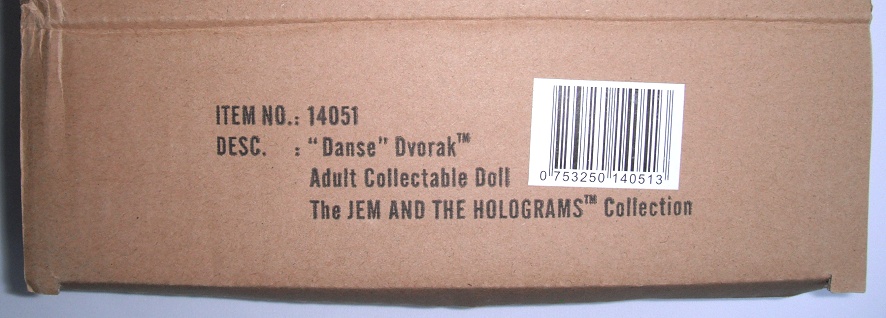 ITEM NO.: 14051
DESC. : “Danse” Dvorak™
Adult Collectable Doll
The JEM AND THE HOLOGRAMS™ Collection
0 753250 140513